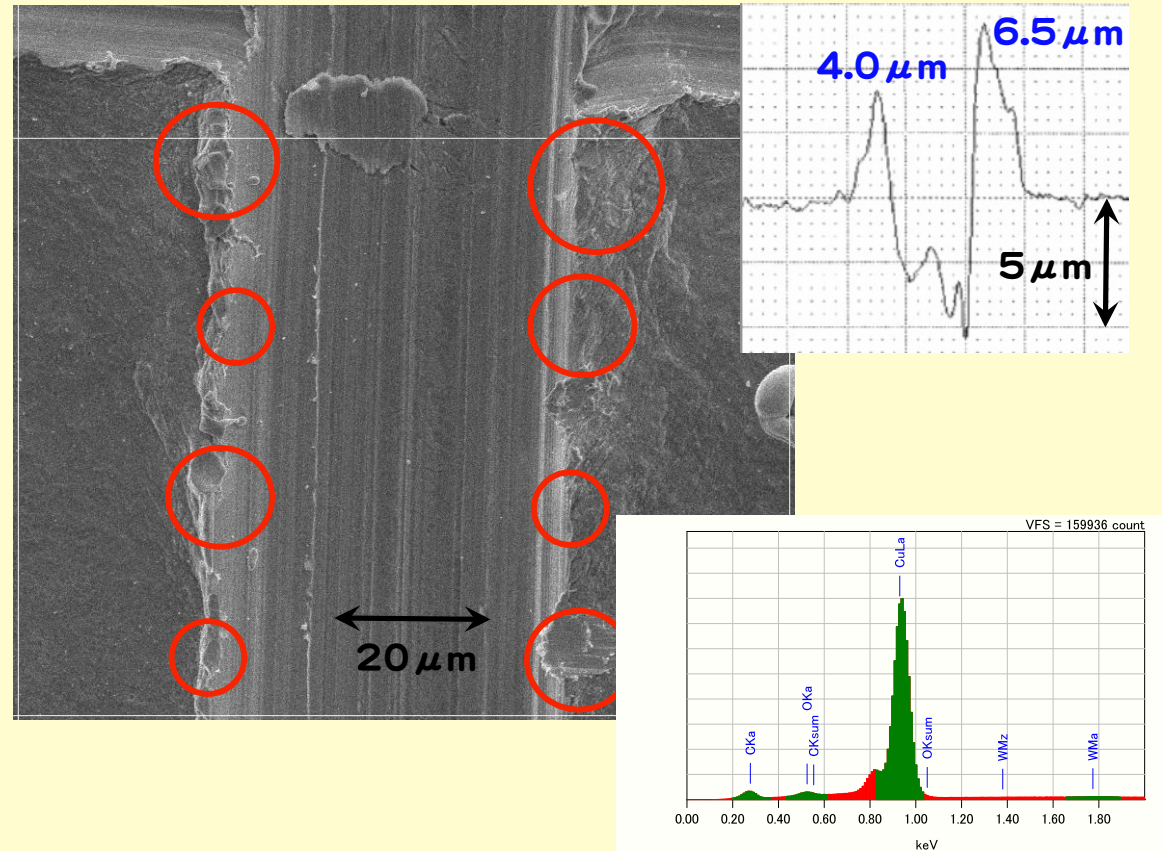 6.5μm
4.0μm
5μm
20μm
VFS = 159936 count
CuLa
CKa
CKsum
OKa
OKsum
WMz
WMa
0.00 0.20 0.40 0.60 0.80 1.00 1.20 1.40 1.60 1.80
keV